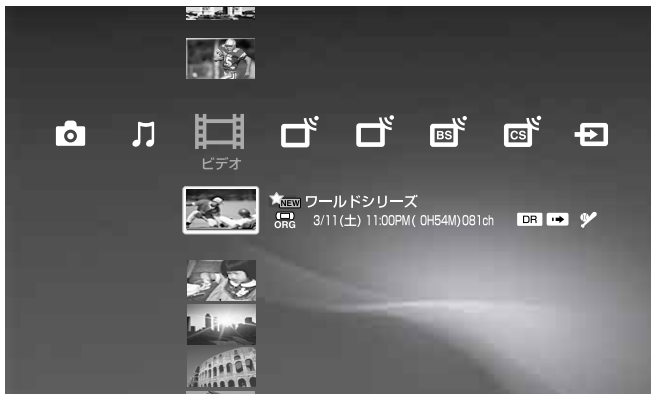 BS
CS
ビデオ
NEW ワールドシリーズ
ORG 3/11(土) 11:00PM( 0H54M)081ch DR